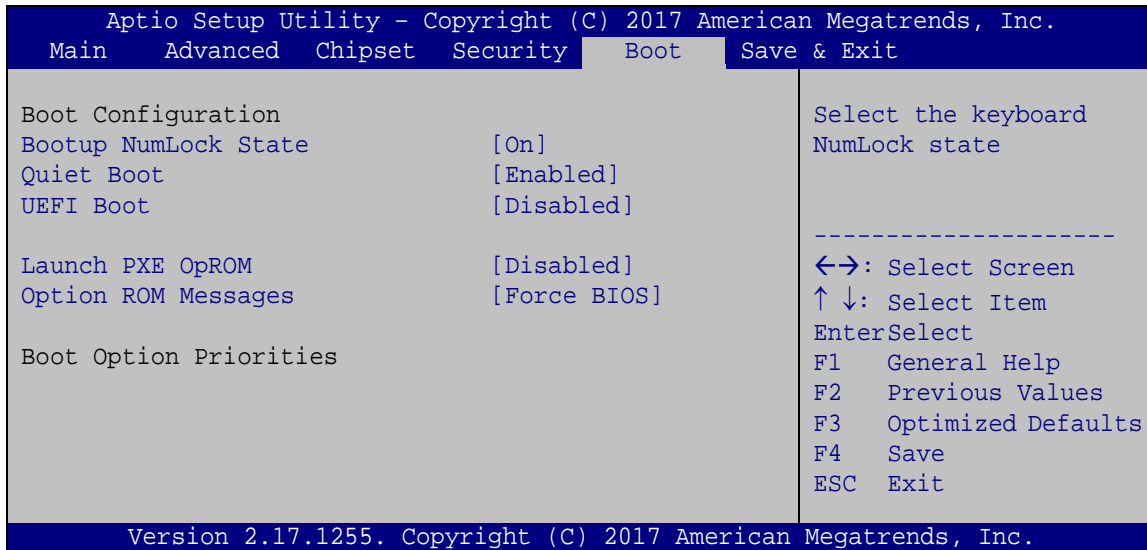 Aptio Setup Utility – Copyright (C) 2017 American Megatrends, Inc.
Main Advanced Chipset Security Boot Save & Exit
Boot Configuration
Bootup NumLock State [On]
Quiet Boot [Enabled]
UEFI Boot [Disabled]
Launch PXE OpROM [Disabled]
Option ROM Messages [Force BIOS]
Boot Option Priorities
Select the keyboard
NumLock state
---------------------
←→: Select Screen
↑ ↓: Select Item
EnterSelect
F1 General Help
F2 Previous Values
F3 Optimized Defaults
F4 Save
ESC Exit
Version 2.17.1255. Copyright (C) 2017 American Megatrends, Inc.